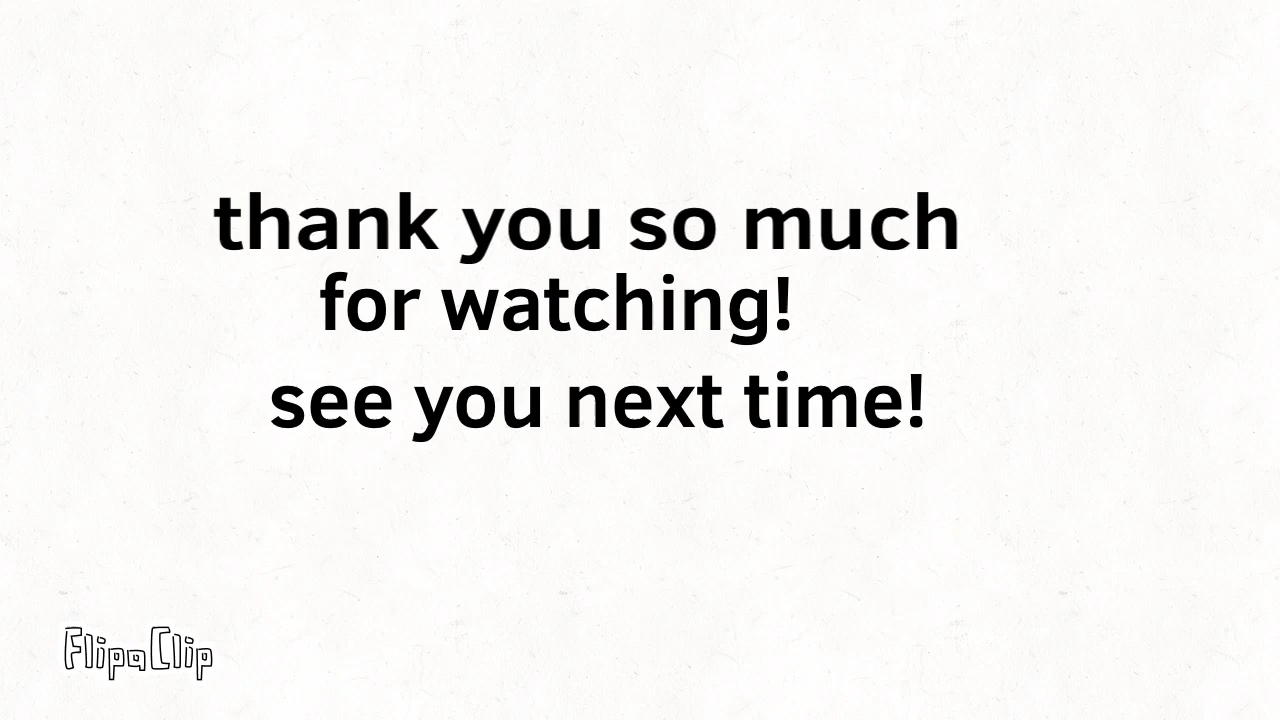 thank you so much
for watching!
see you next time!
FlipaClip